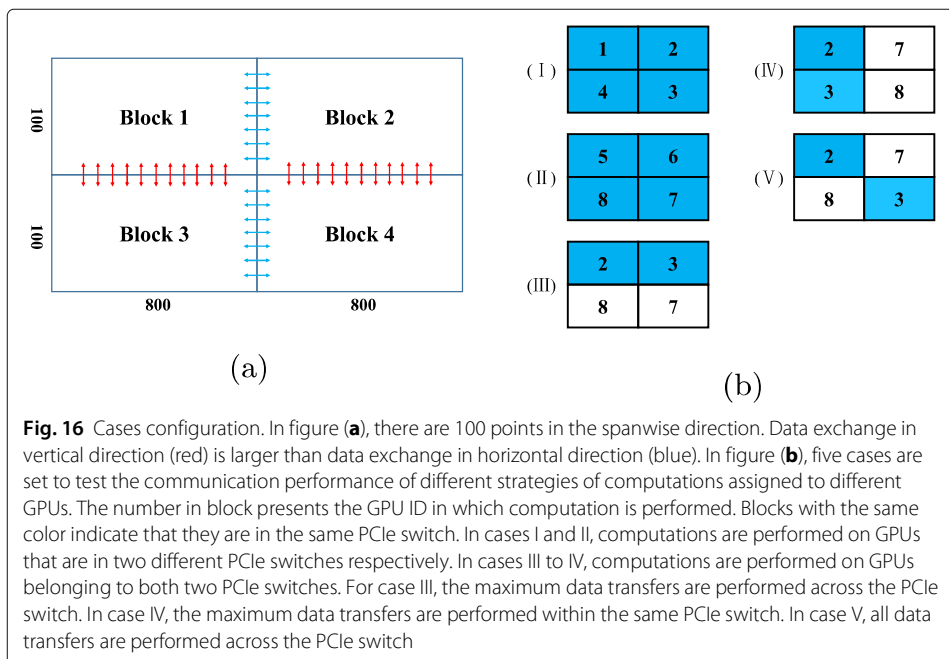 Block 1
Block 2
100
Block 3
Block 4
100
800
800
(a)
(I)
1 2
4 3
(II)
5 6
8 7
(III)
2 3
8 7
(IV)
2 7
3 8
(V)
2 7
8 3
(b)
Fig. 16 Cases configuration. In figure (a), there are 100 points in the spanwise direction. Data exchange in
vertical direction (red) is larger than data exchange in horizontal direction (blue). In figure (b), five cases are
set to test the communication performance of different strategies of computations assigned to different
GPUs. The number in block presents the GPU ID in which computation is performed. Blocks with the same
color indicate that they are in the same PCIe switch. In cases I and II, computations are performed on GPUs
that are in two different PCIe switches respectively. In cases III to IV, computations are performed on GPUs
belonging to both two PCIe switches. For case III, the maximum data transfers are performed across the PCIe
switch. In case IV, the maximum data transfers are performed within the same PCIe switch. In case V, all data
transfers are performed across the PCIe switch